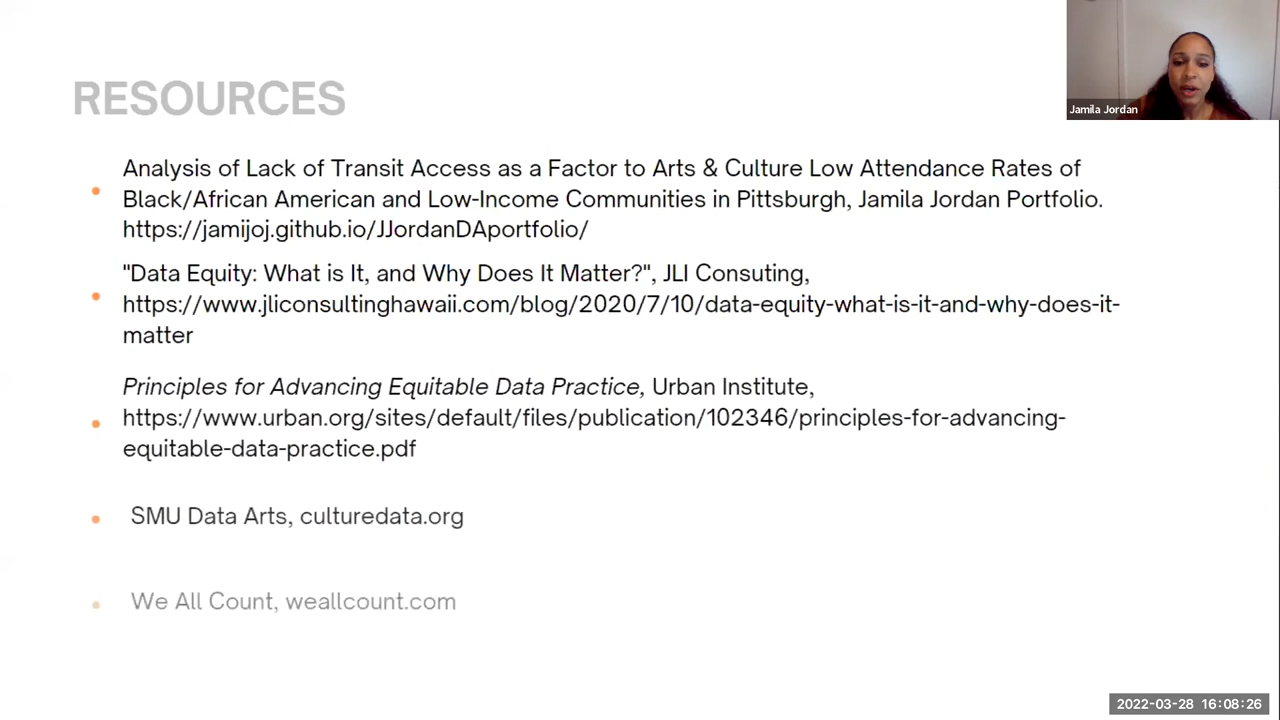 RESOURCES
Jamila Jordan
Analysis of Lack of Transit Access as a Factor to Arts & Culture Low Attendance Rates of
Black/African American and Low-Income Communities in Pittsburgh, Jamila Jordan Portfolio.
https://jamijoj.github.io/JJordanDAportfolio/
"Data Equity: What is It, and Why Does It Matter?", JLI Consuting,
https://www.jliconsultinghawaii.com/blog/2020/7/10/data-equity-what-is-it-and-why-does-it-
matter
Principles for Advancing Equitable Data Practice, Urban Institute,
https://www.urban.org/sites/default/files/publication/102346/principles-for-advancing-
equitable-data-practice.pdf
SMU Data Arts, culturedata.org
We All Count, weallcount.com
2022-03-28 16:08:26